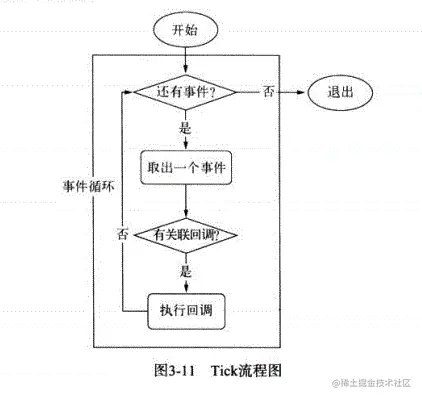 开始
还有事件?
否
退出
是
取出一个事件
事件循环
否
有关联回调?
是
执行回调
图3-11 Tick流程图
@稀土掘金技术社区